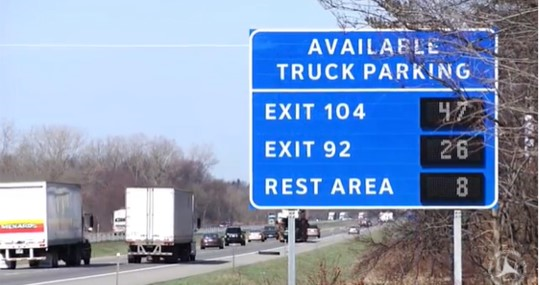 AVAILABLE
TRUCK PARKING
EXIT 104 47
EXIT 92 26
REST AREA 8